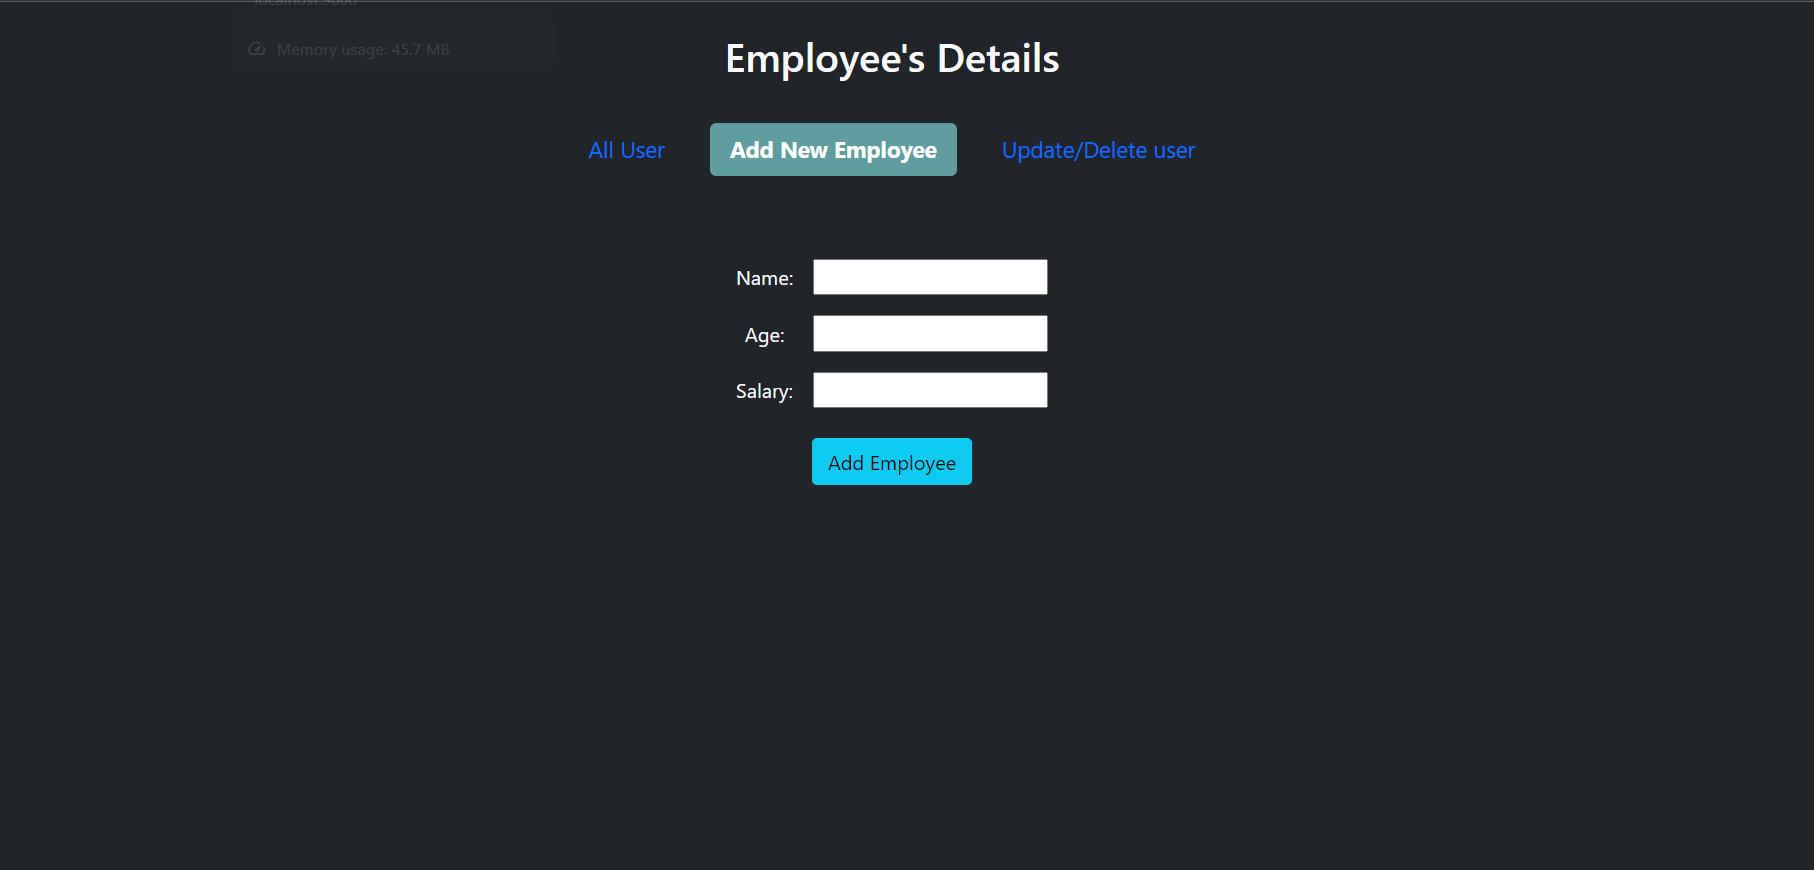 Memory usage: 45.7 MB
Employee's Details
All User
Add New Employee
Update/Delete user
Name:
Age:
Salary:
Add Employee